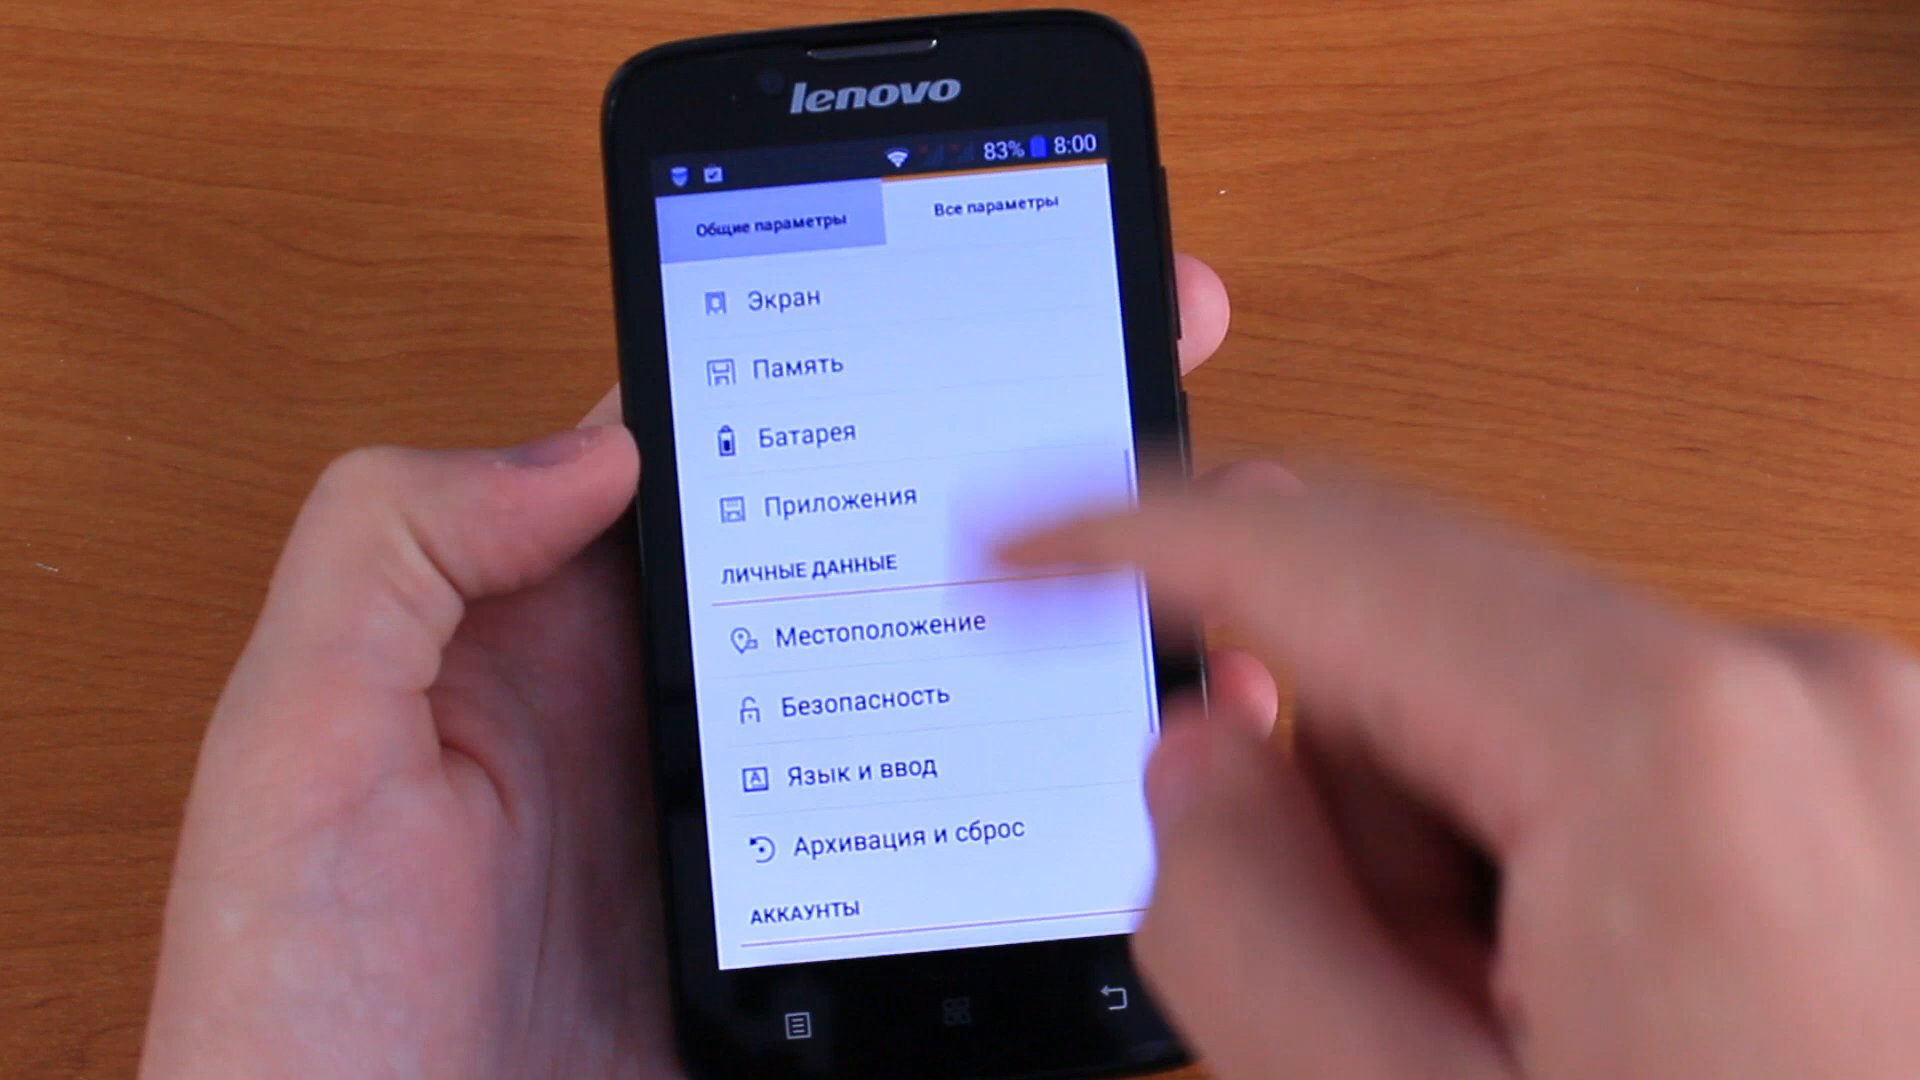 lenovo
83% 8:00
Общие параметры
Все параметры
Экран
Память
Батарея
Приложения
ЛИЧНЫЕ ДАННЫЕ
Местоположение
Безопасность
Язык и ввод
Архивация и сброс
АККАУНТЫ